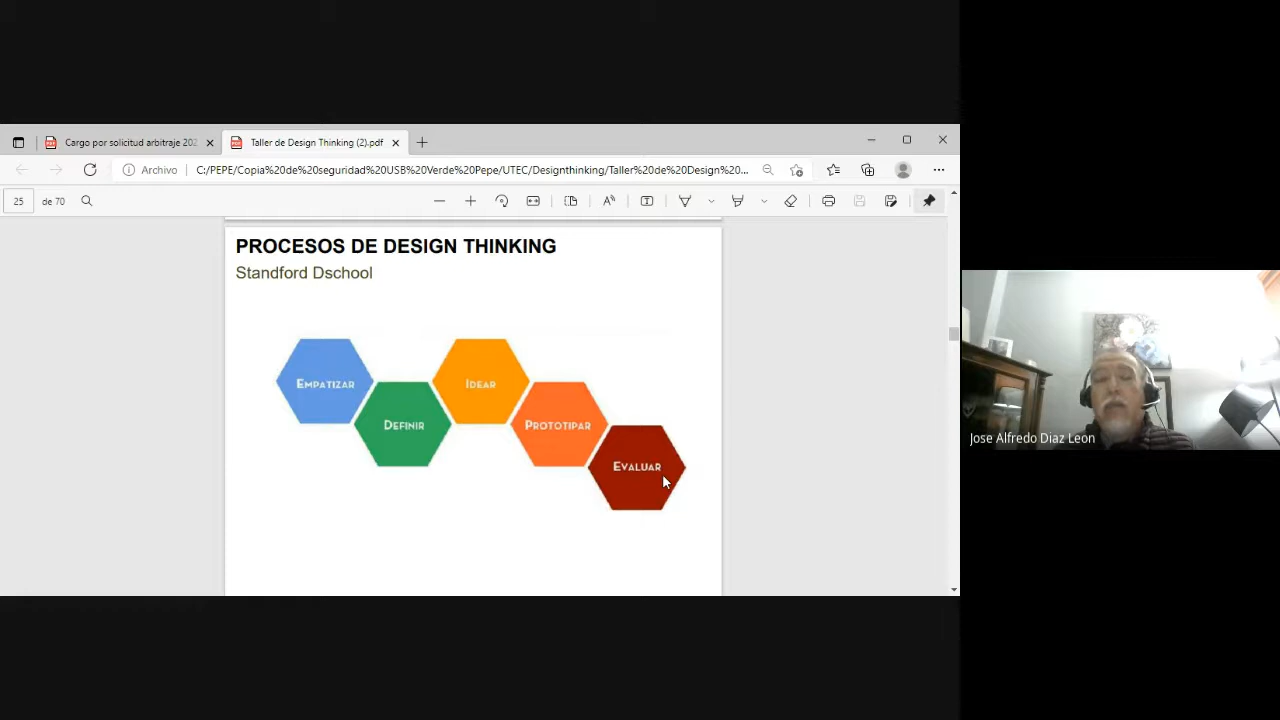 Cargo por solicitud arbitraje 202
Taller de Design Thinking (2).pdf
Archivo
C:/PEPE/Copia%20de%20seguridad%20USB%20Verde%20Pepe/UTEC/Designthinking/Taller%20de%20Design%20...
25 de 70
PROCESOS DE DESIGN THINKING
Standford Dschool
EMPATIZAR
DEFINIR
IDEAR
PROTOTIPAR
EVALUAR
Jose Alfredo Diaz Leon